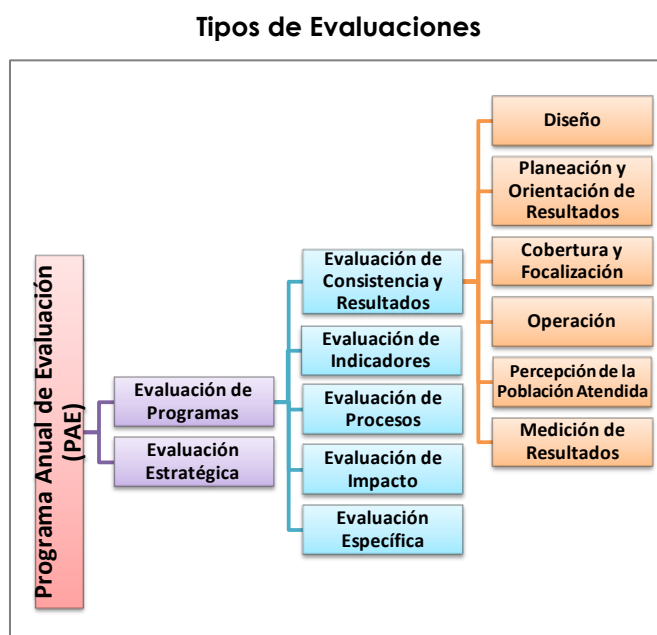 Tipos de Evaluaciones
Programa Anual de Evaluación
(PAE)
Evaluación de
Programas
Evaluación
Estratégica
Evaluación de
Consistencia y
Resultados
Evaluación de
Indicadores
Evaluación de
Procesos
Evaluación de
Impacto
Evaluación
Específica
Diseño
Planeación y
Orientación de
Resultados
Cobertura y
Focalización
Operación
Percepción de la
Población Atendida
Medición de
Resultados